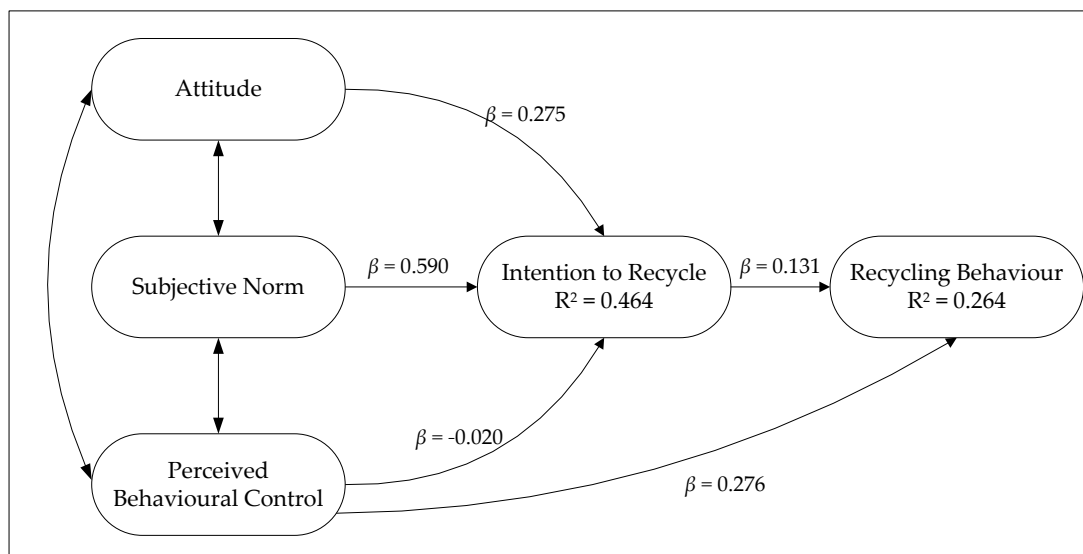 Attitude
β = 0.275
Subjective Norm
β = 0.590
Intention to Recycle
R² = 0.464
β = 0.131
Recycling Behaviour
R² = 0.264
β = -0.020
Perceived
Behavioural Control
β = 0.276